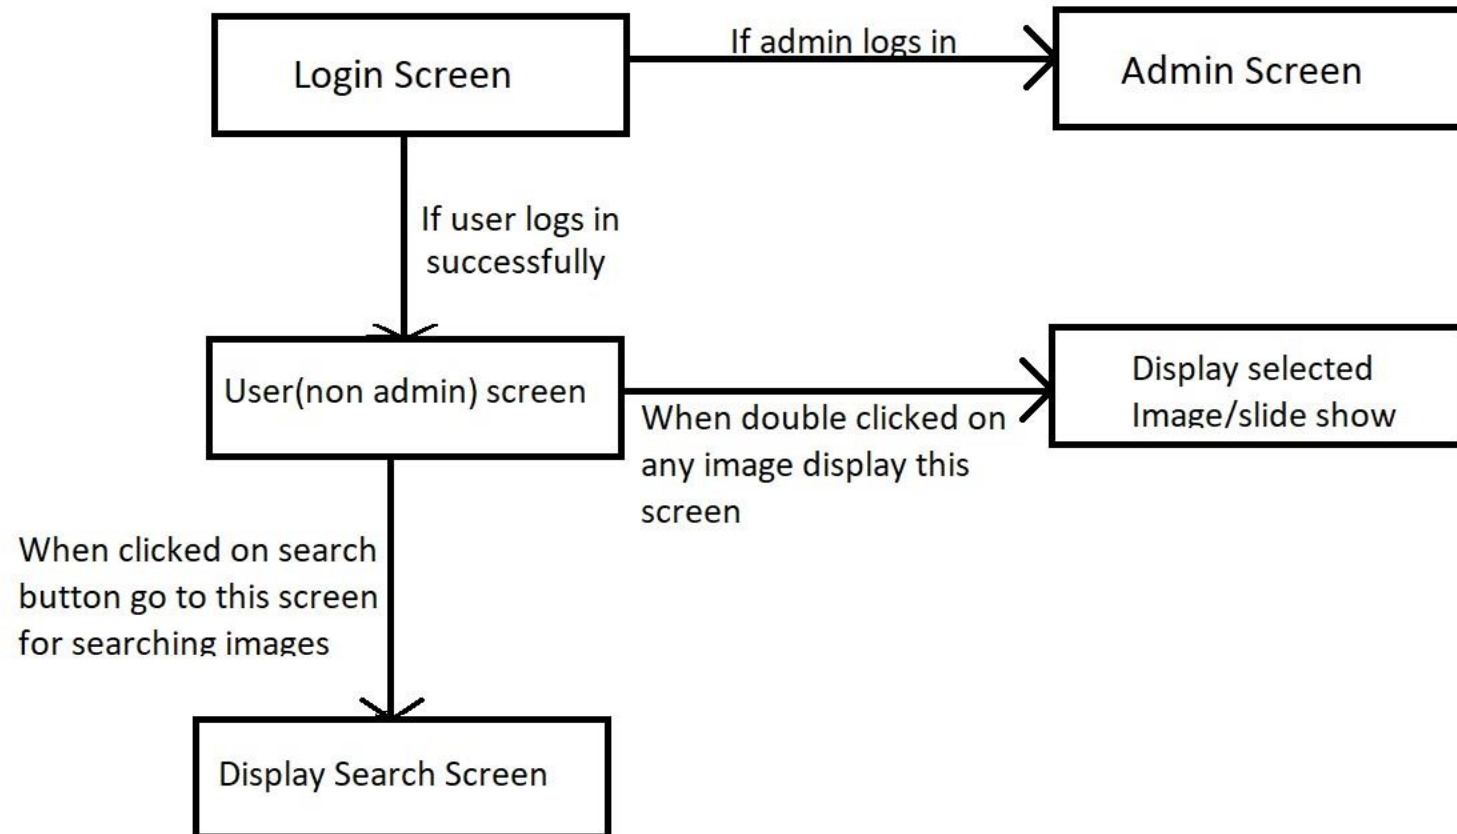 Login Screen
If admin logs in
Admin Screen
If user logs in
successfully
User(non admin) screen
When double clicked on
any image display this
screen
Display selected
Image/slide show
When clicked on search
button go to this screen
for searching images
Display Search Screen